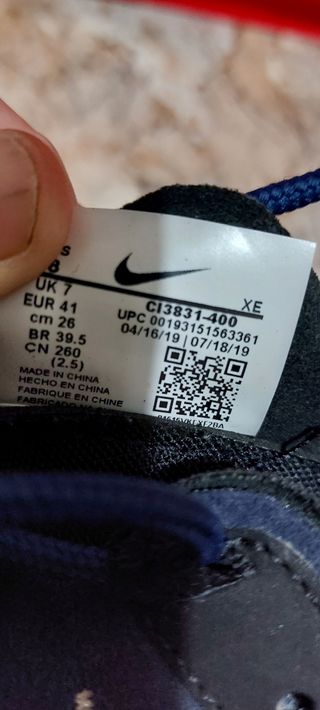 S
8
UK 7
EUR 41
cm 26
BR 39.5
CN 260
(2.5)
XE
CI3831-400
UPC 00193151563361
04/16/19 | 07/18/19
MADE IN CHINA
HECHO EN CHINA
FABRIQUE EN CHINE